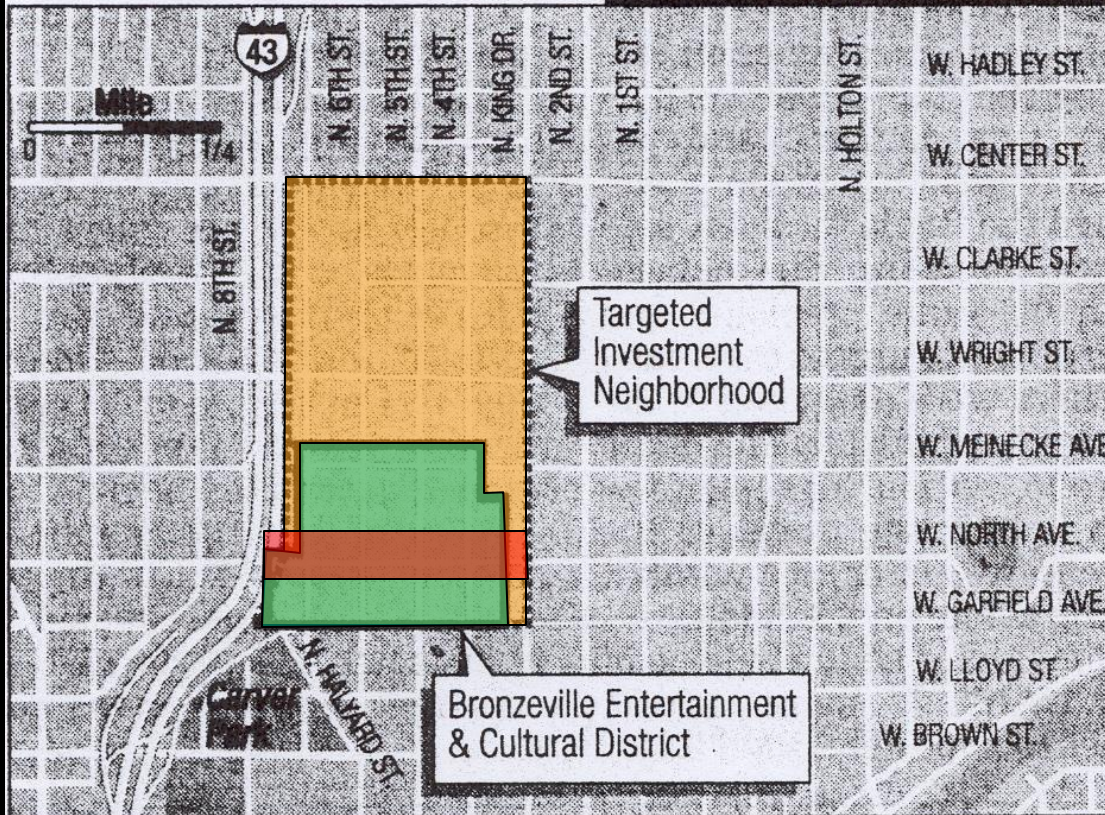 43
N. 6TH ST.
N. 5TH ST.
N. 4TH ST.
N. KING DR.
N. 2ND ST.
N. 1ST ST.
N. HOLTON ST.
W. HADLEY ST.
Mile
0 1/4
W. CENTER ST.
N. 8TH ST.
W. CLARKE ST.
Targeted
Investment
Neighborhood
W. WRIGHT ST.
W. MEINECKE AVE
W. NORTH AVE.
W. GARFIELD AVE.
W. LLOYD ST.
N. HALYARD ST.
Carver
Park
Bronzeville Entertainment
& Cultural District
W. BROWN ST.